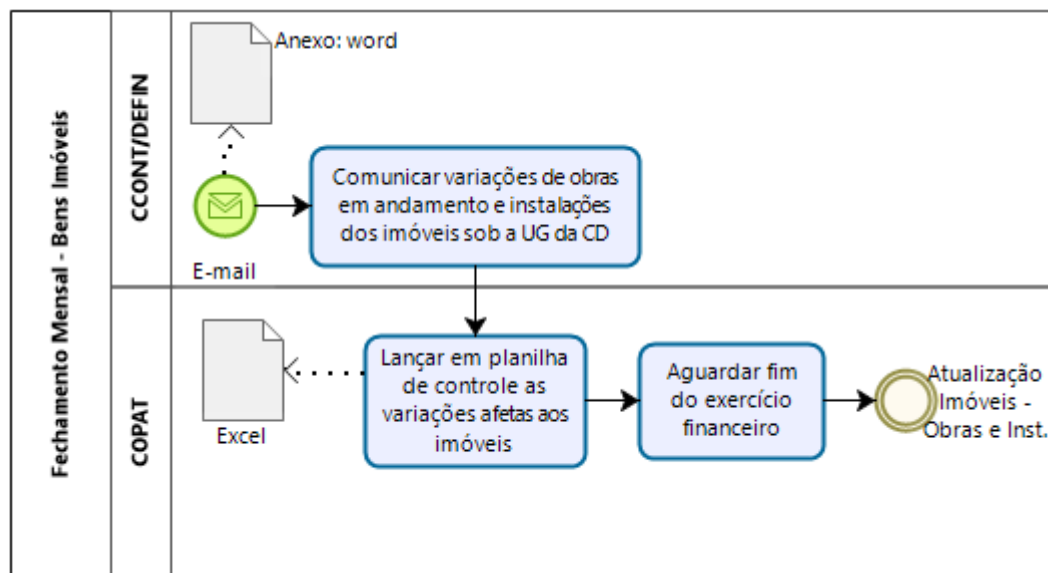 Fechamento Mensal - Bens Imóveis
CCONT/DEFIN
Anexo: word
E-mail
Comunicar variações de obras
em andamento e instalações
dos imóveis sob a UG da CD
COPAT
Excel
Lançar em planilha
de controle as
variações afetas aos
imóveis
Aguardar fim
do exercício
financeiro
Atualização
Imóveis -
Obras e Inst.